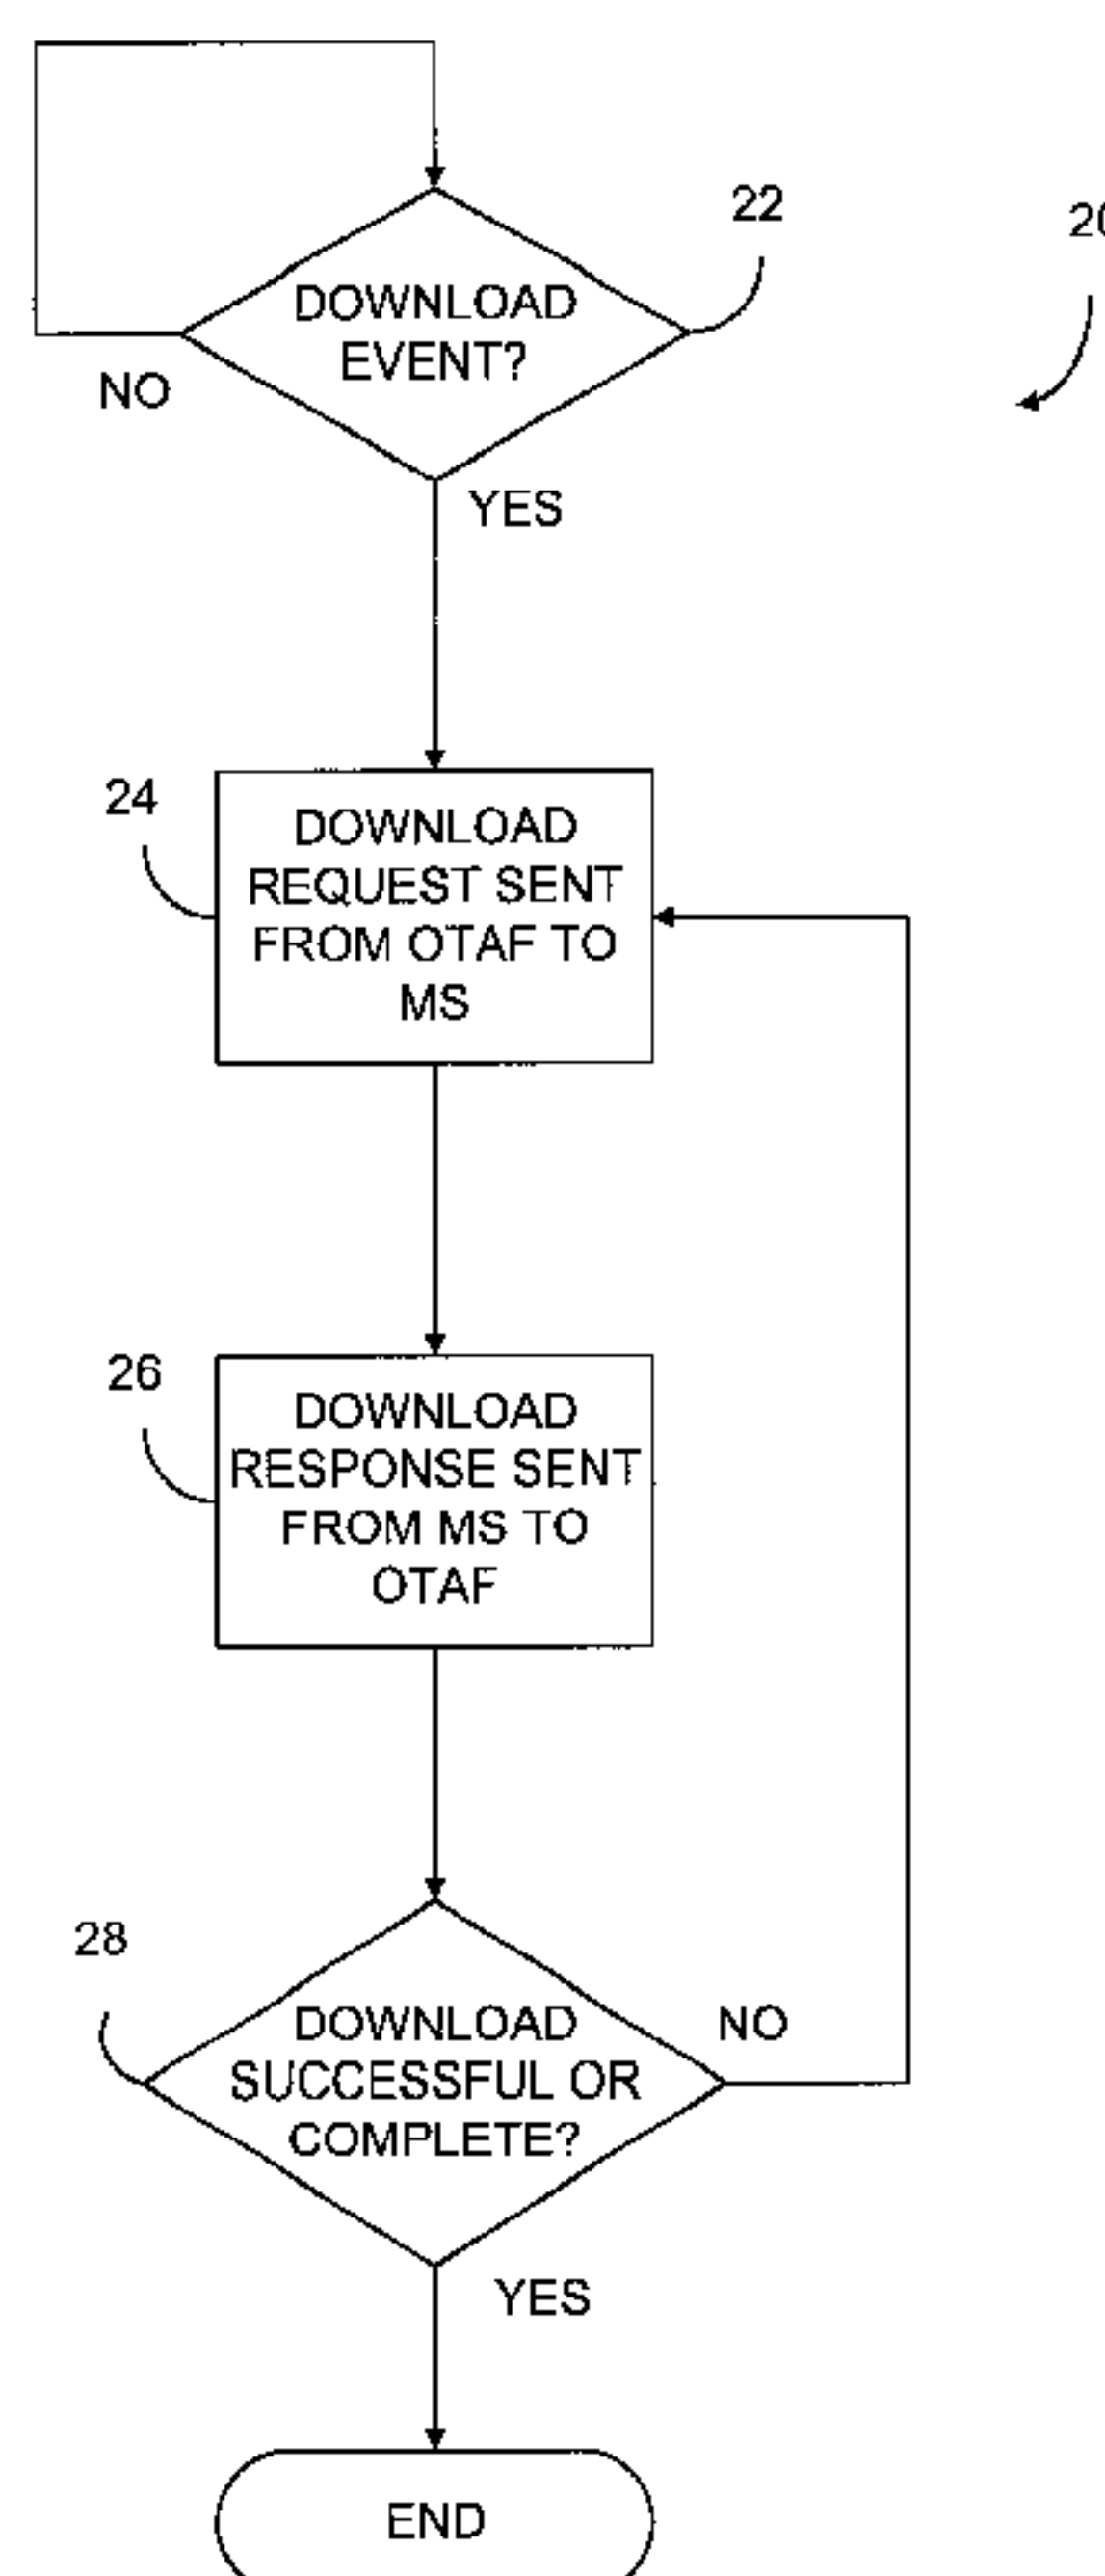 22
DOWNLOAD
EVENT?
NO
YES
24
DOWNLOAD
REQUEST SENT
FROM OTAF TO
MS
26
DOWNLOAD
RESPONSE SENT
FROM MS TO
OTAF
28
DOWNLOAD
SUCCESSFUL OR
COMPLETE?
NO
YES
END